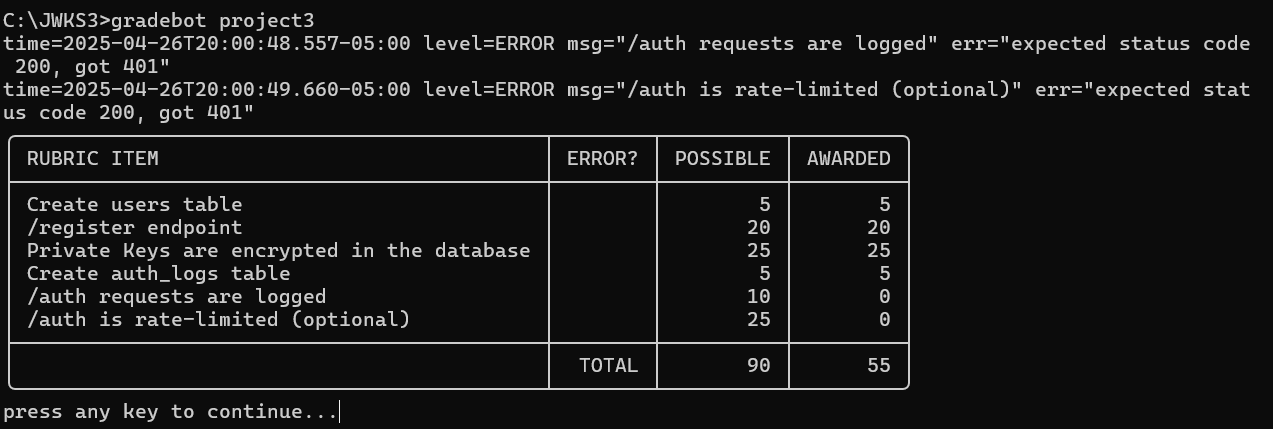 C:\JWKS3>gradebot project3
time=2025-04-26T20:00:48.557-05:00 level=ERROR msg="/auth requests are logged" err="expected status code
 200, got 401"
time=2025-04-26T20:00:49.660-05:00 level=ERROR msg="/auth is rate-limited (optional)" err="expected stat
us code 200, got 401"
RUBRIC ITEM ERROR? POSSIBLE AWARDED
Create users table 5 5
/register endpoint 20 20
Private Keys are encrypted in the database 25 25
Create auth_logs table 5 5
/auth requests are logged 10 0
/auth is rate-limited (optional) 25 0
TOTAL 90 55
press any key to continue...